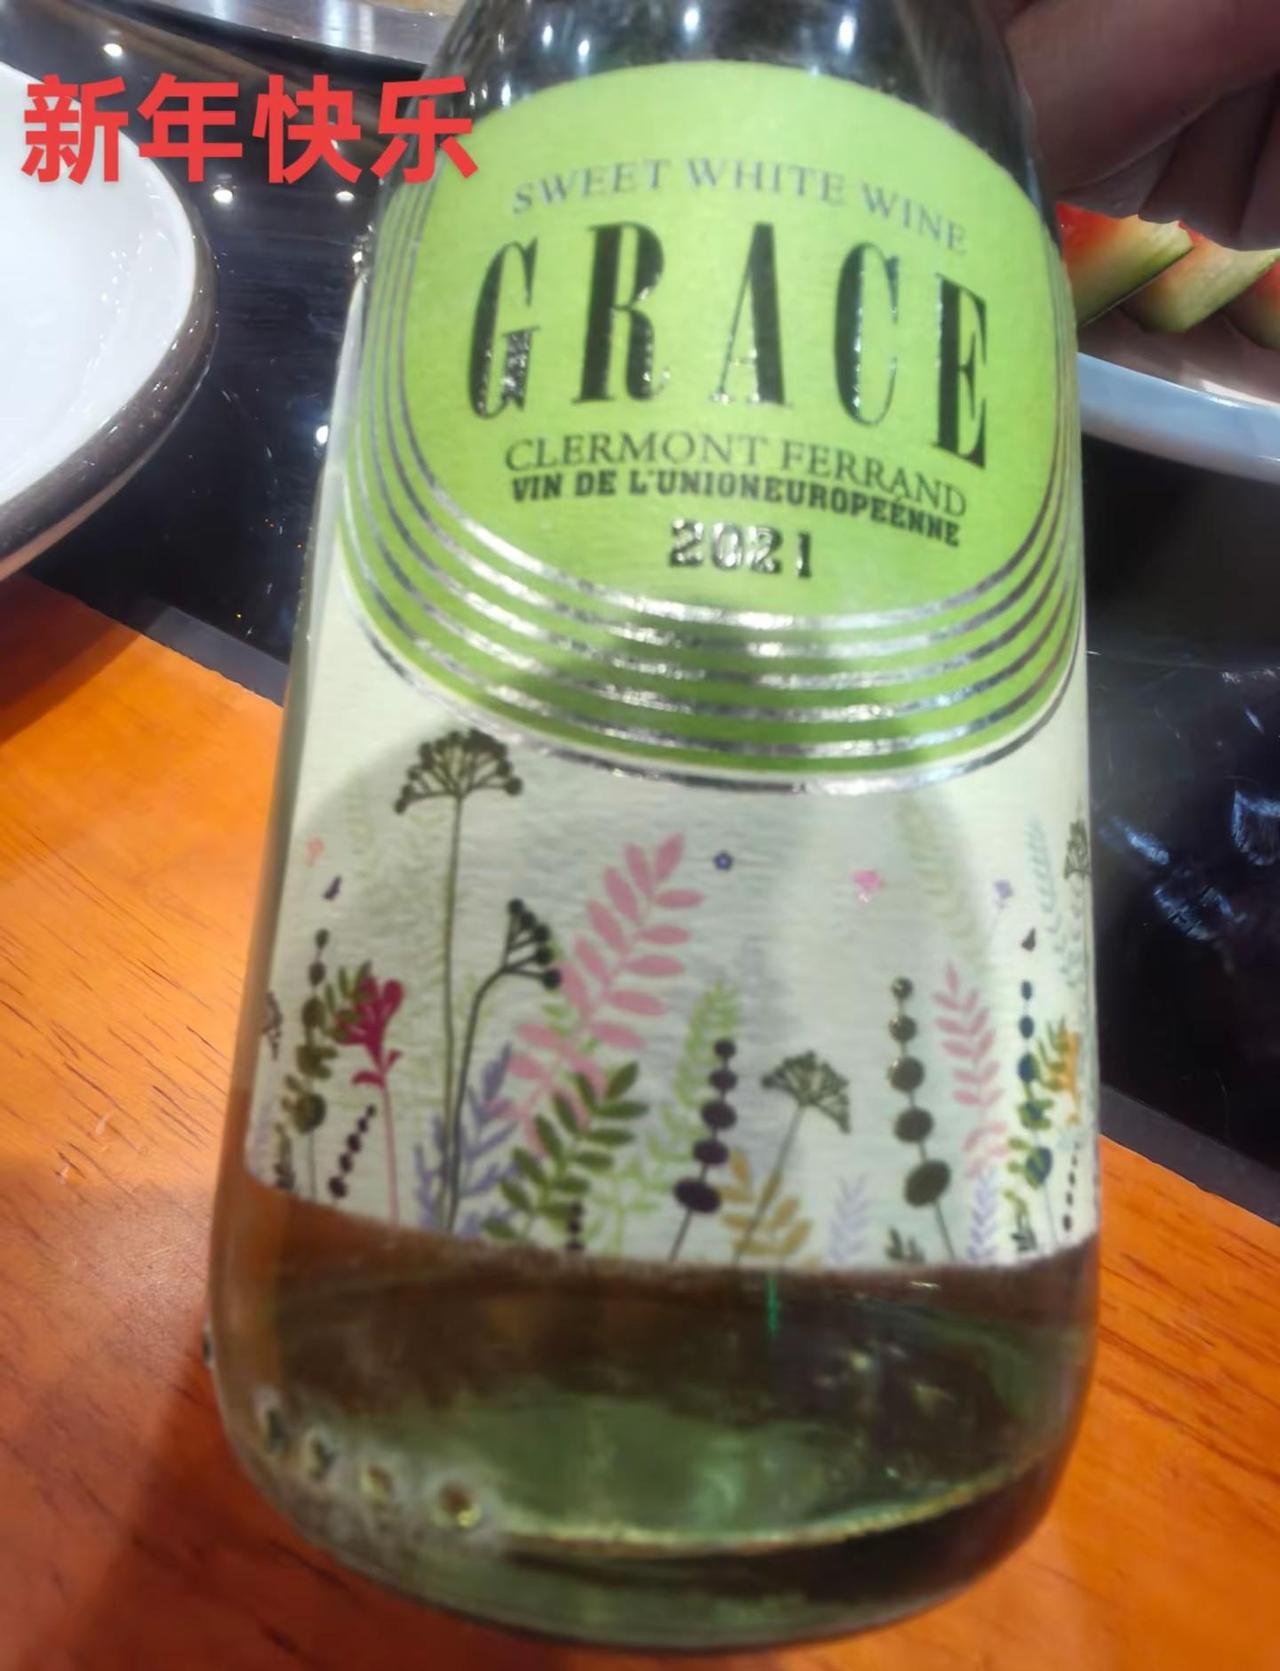 新年快乐
SWEET WHITE WINE
GRACE
CLERMONT FERRAND
VIN DE L'UNIONEUROPEÉNNE
2021